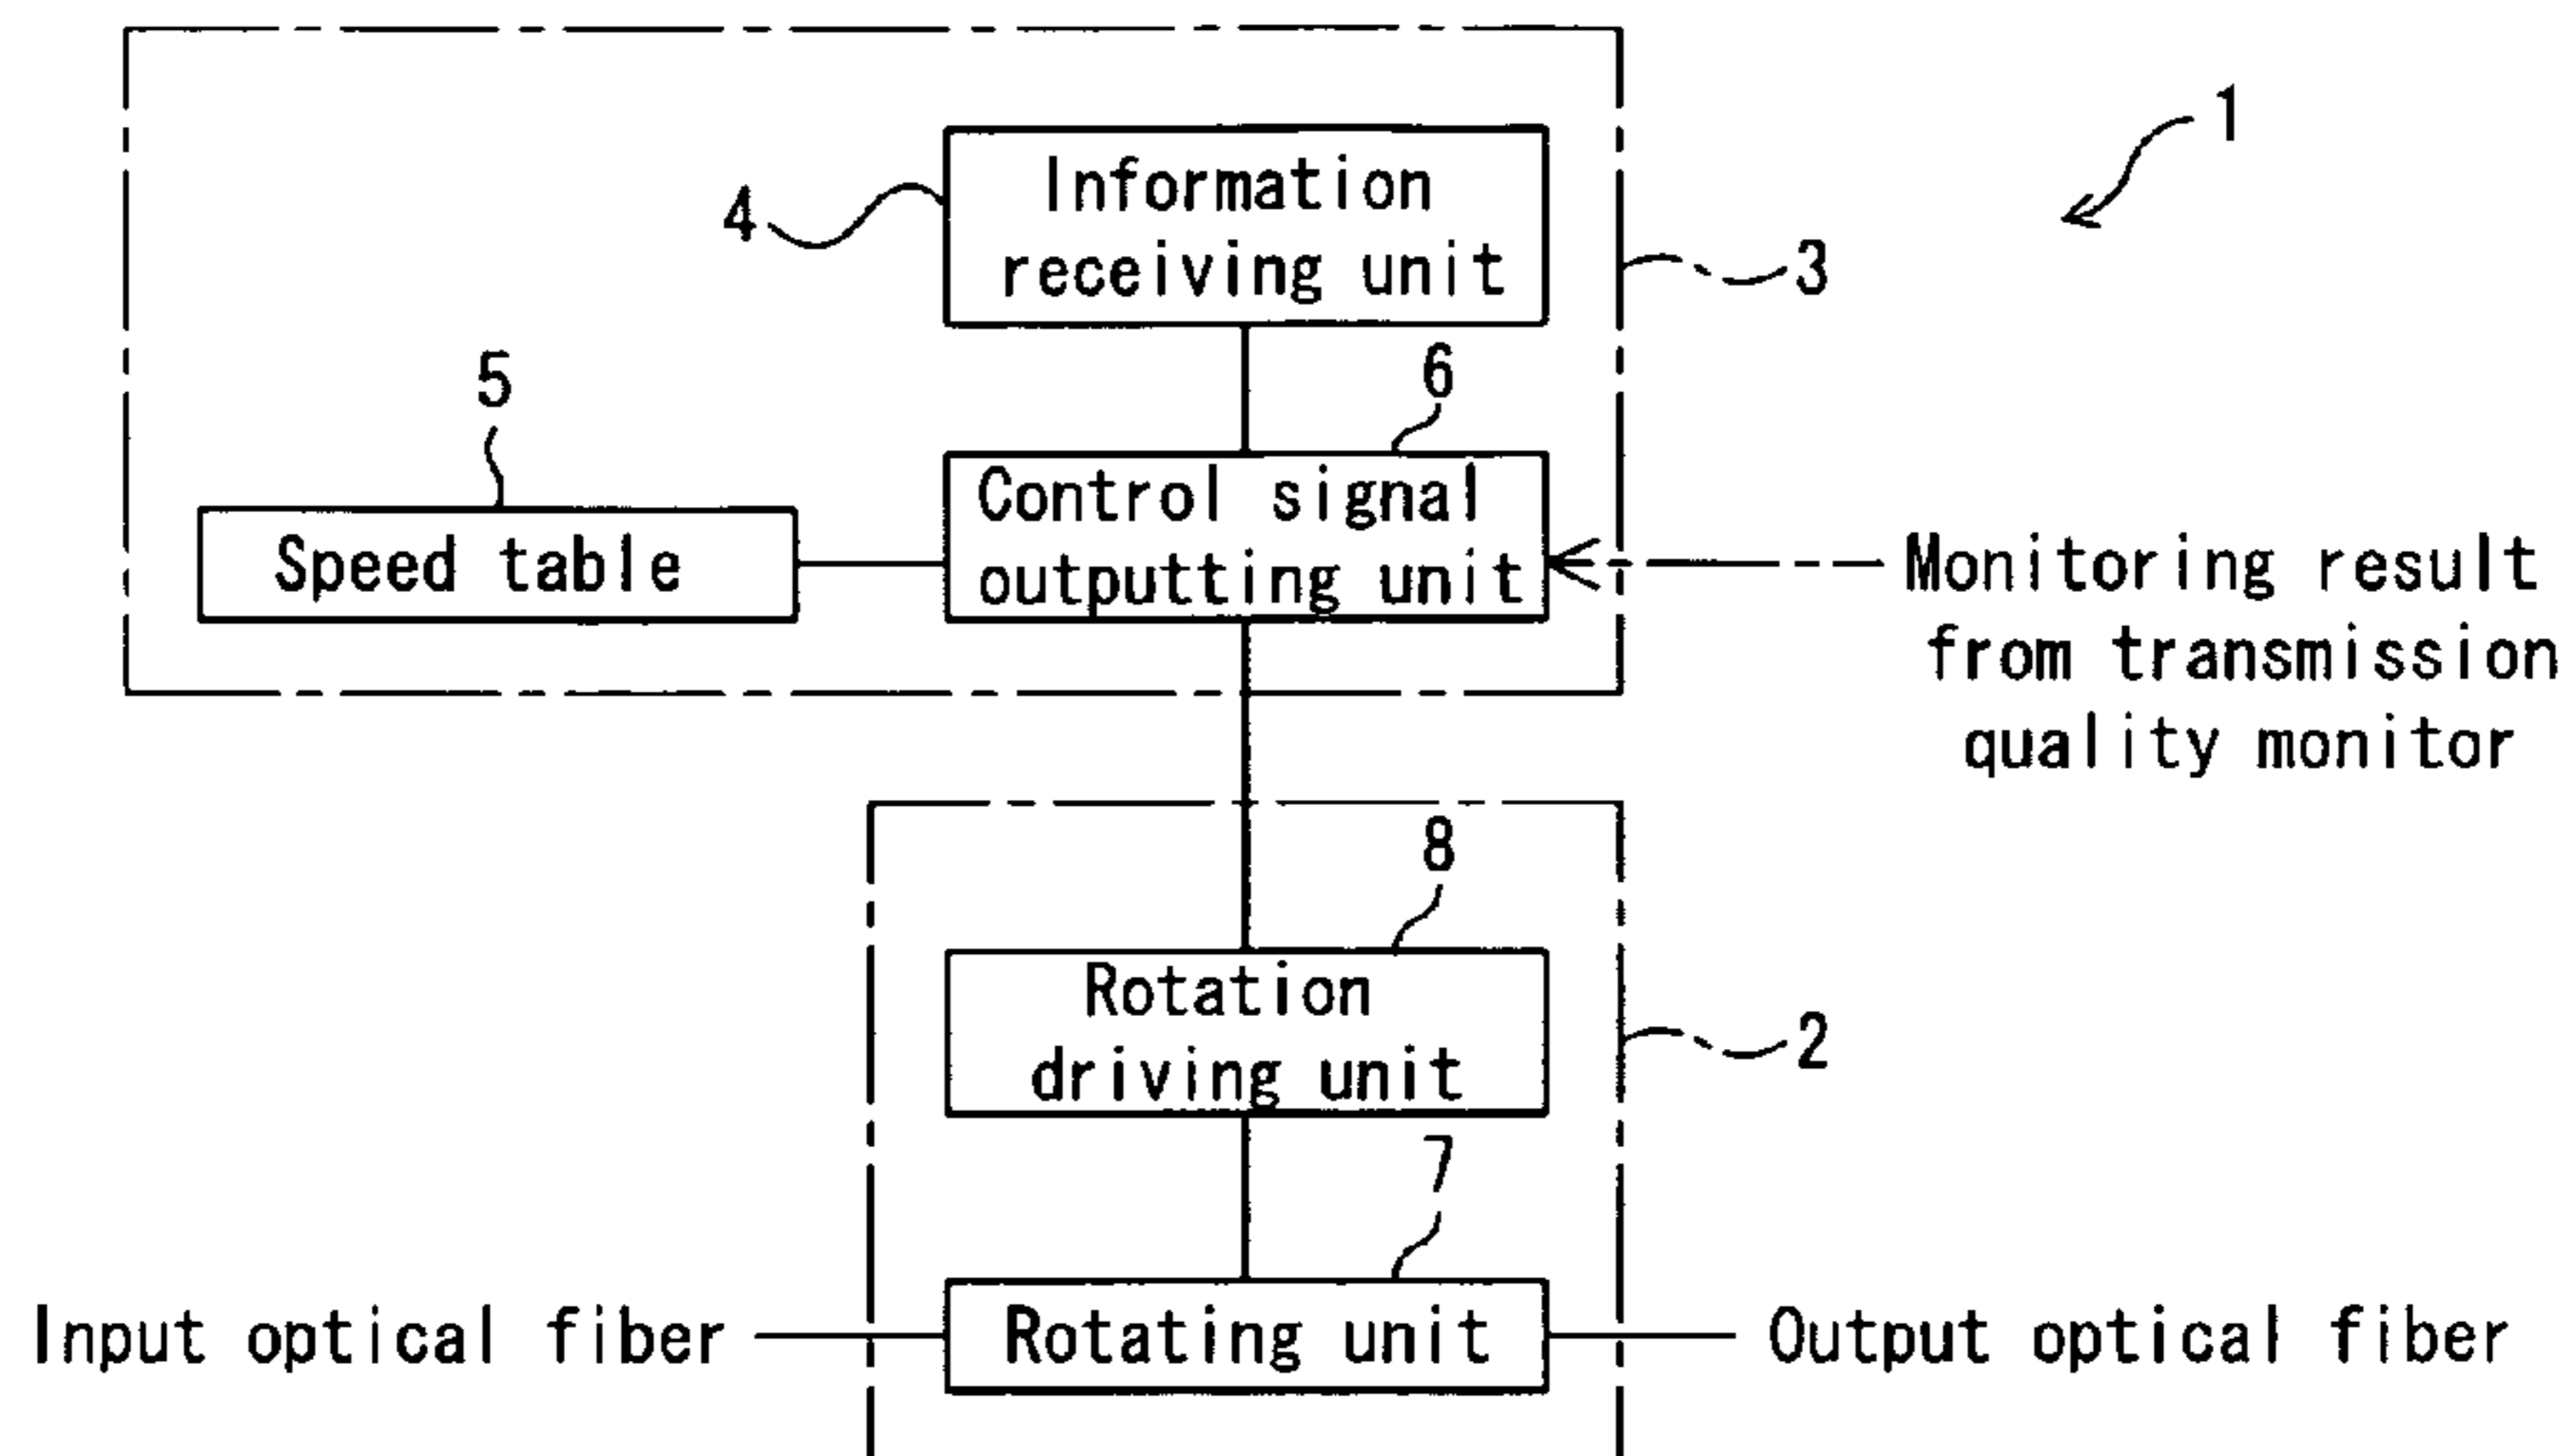 1
Information
receiving unit
4
3
5
6
Speed table
Control signal
outputting unit
Monitoring result
from transmission
quality monitor
8
Rotation
driving unit
2
7
Input optical fiber
Rotating unit
Output optical fiber